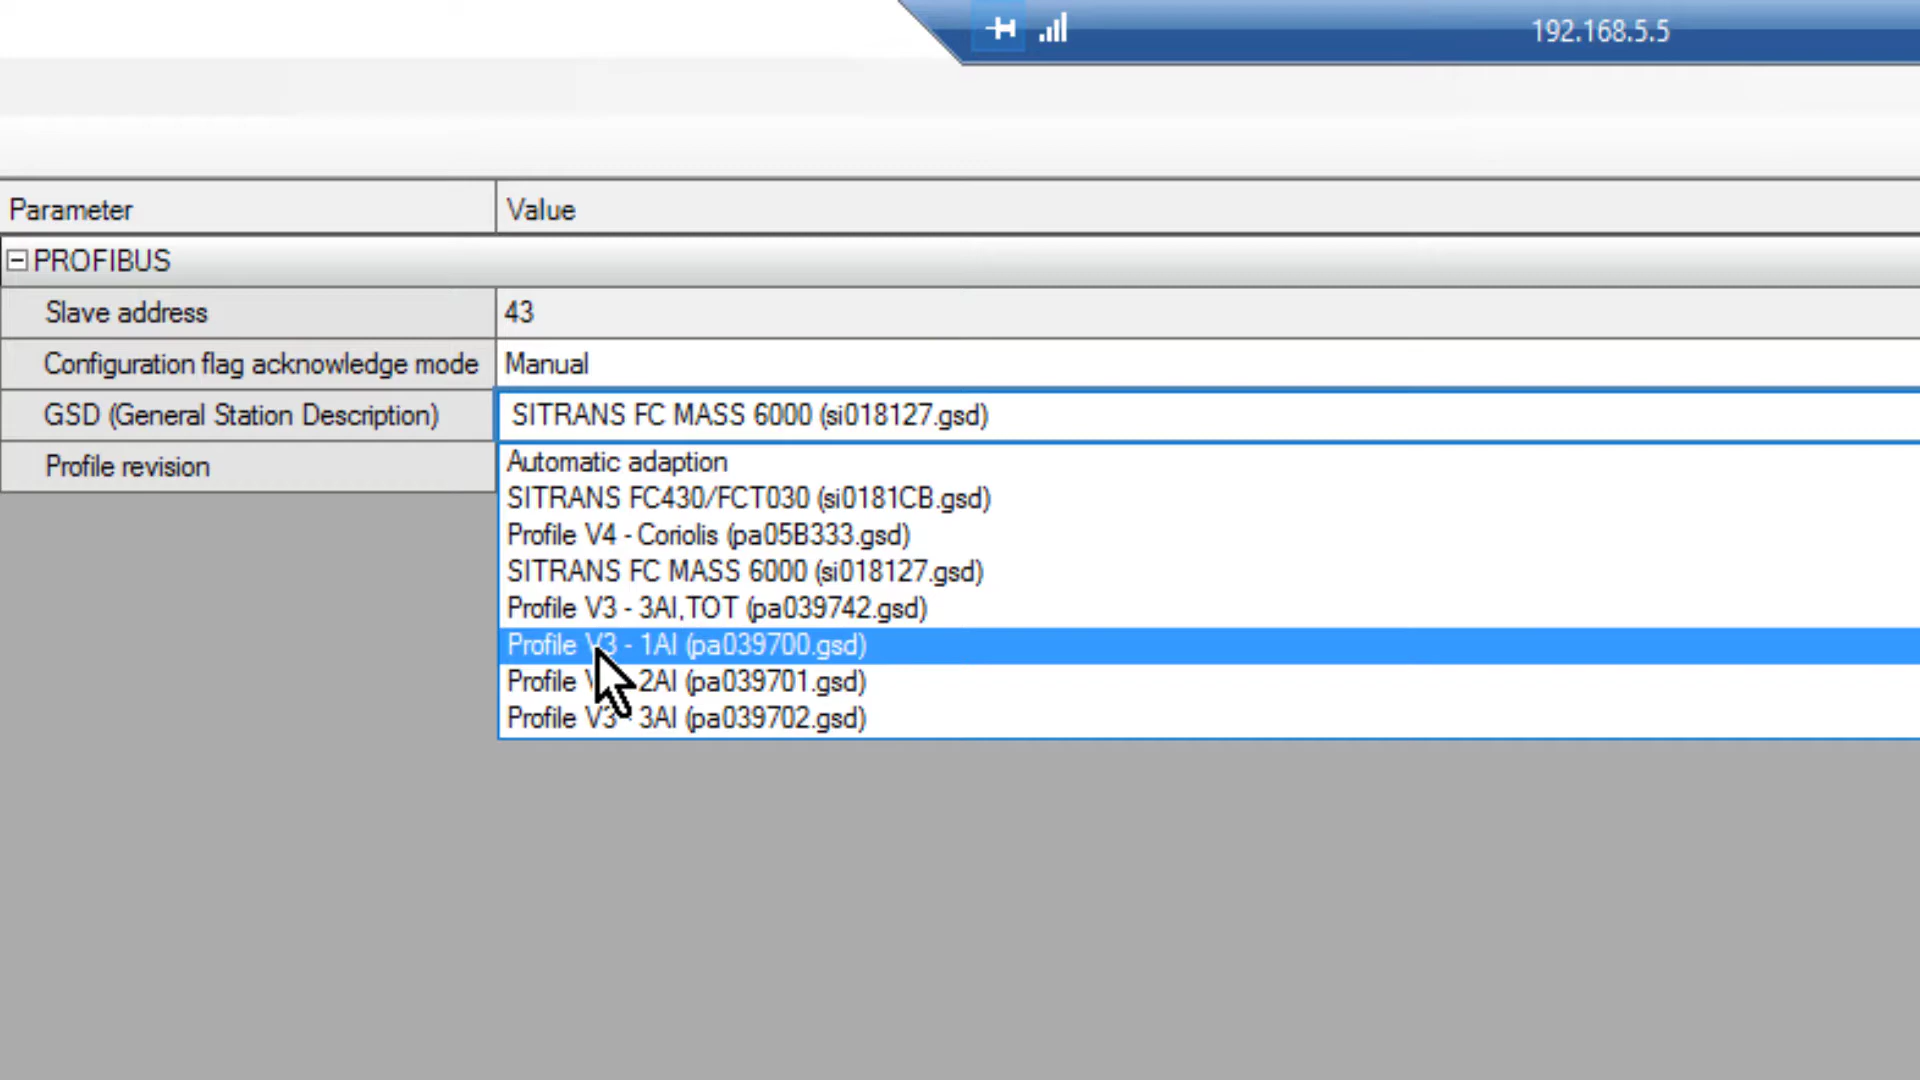 192.168.5.5
Parameter Value
PROFIBUS
Slave address 43
Configuration flag acknowledge mode Manual
GSD (General Station Description) SITRANS FC MASS 6000 (si018127.gsd)
Profile revision
Automatic adaption
SITRANS FC430/FCT030 (si0181CB.gsd)
Profile V4 - Coriolis (pa05B333.gsd)
SITRANS FC MASS 6000 (si018127.gsd)
Profile V3 - 3AI,TOT (pa039742.gsd)
Profile V3 - 1AI (pa039700.gsd)
Profile 2AI (pa039701.gsd)
Profile V3 - 3AI (pa039702.gsd)